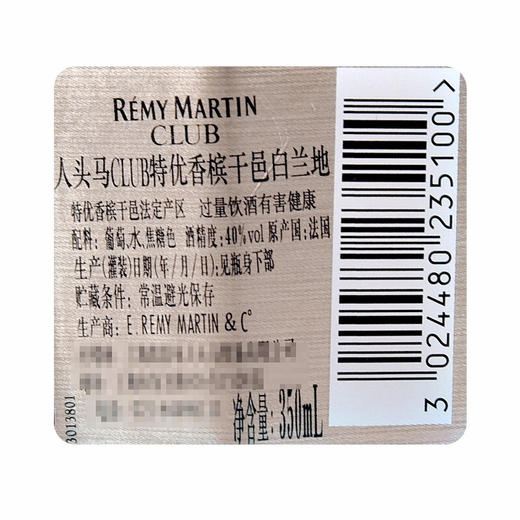 RÉMY MARTIN
CLUB
人头马CLUB特优香槟干邑白兰地
特优香槟干邑法定产区 过量饮酒有害健康
配料: 葡萄,水,焦糖色 酒精度: 40%vol 原产国: 法国
生产(灌装)日期(年/月/日):见瓶身下部
贮藏条件: 常温避光保存
生产商: E. REMY MARTIN & C°
净含量: 350mL
3013801
3 024480 235100 >